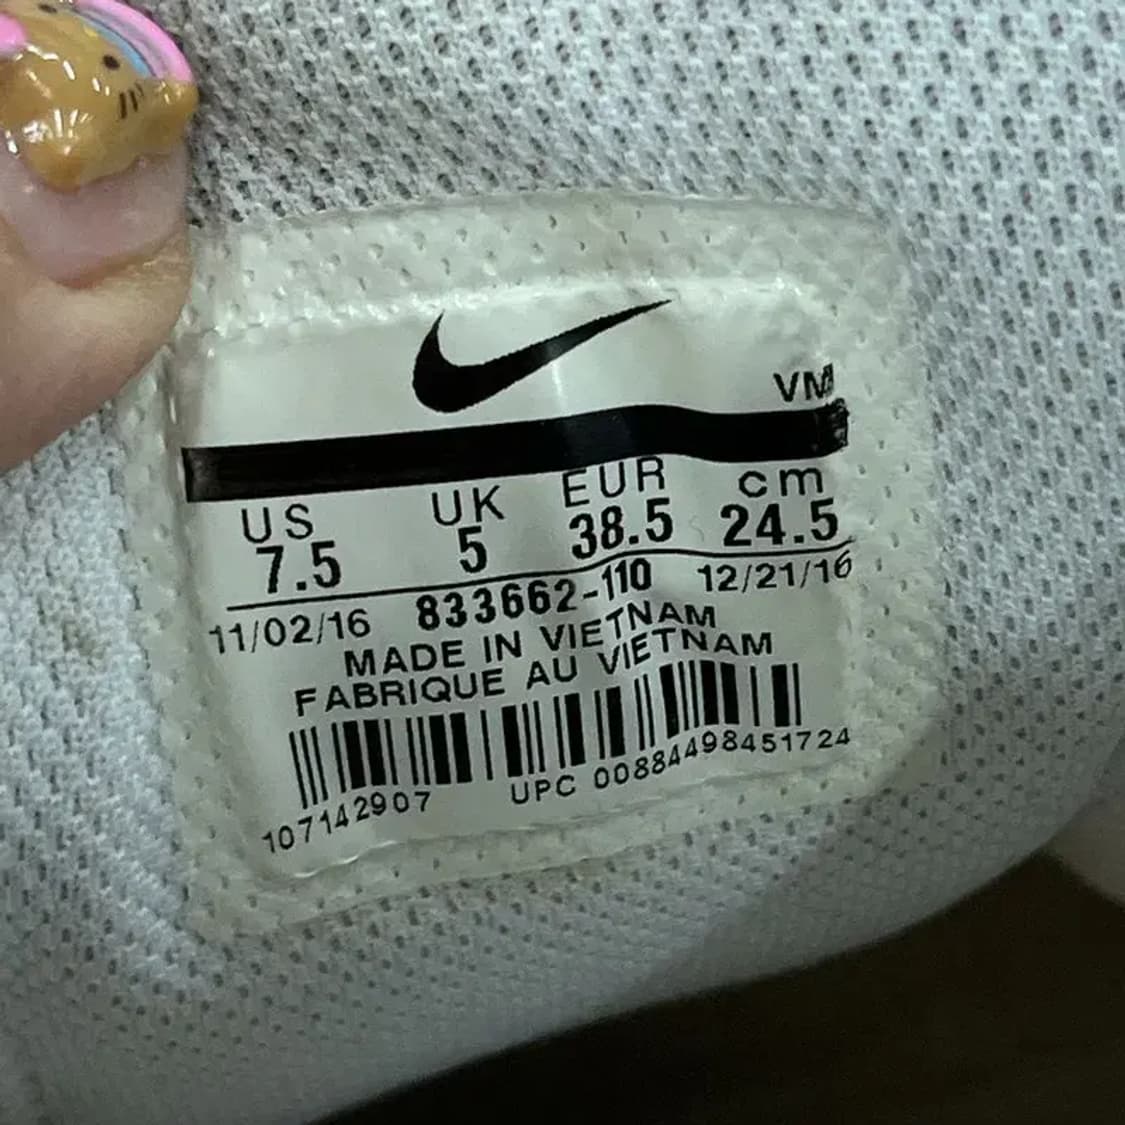 VM
US UK EUR cm
7.5 5 38.5 24.5
11/02/16 833662-110 12/21/16
MADE IN VIETNAM
FABRIQUE AU VIETNAM
107142907 UPC 00884498451724